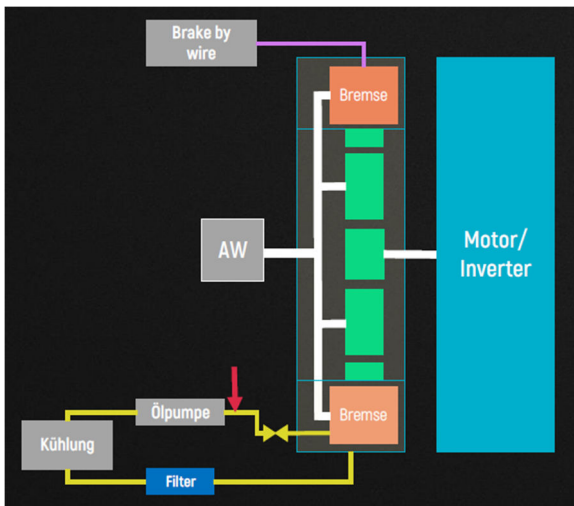 Brake by
wire
Bremse
AW
Motor/
Inverter
Ölpumpe
Bremse
Kühlung
Filter